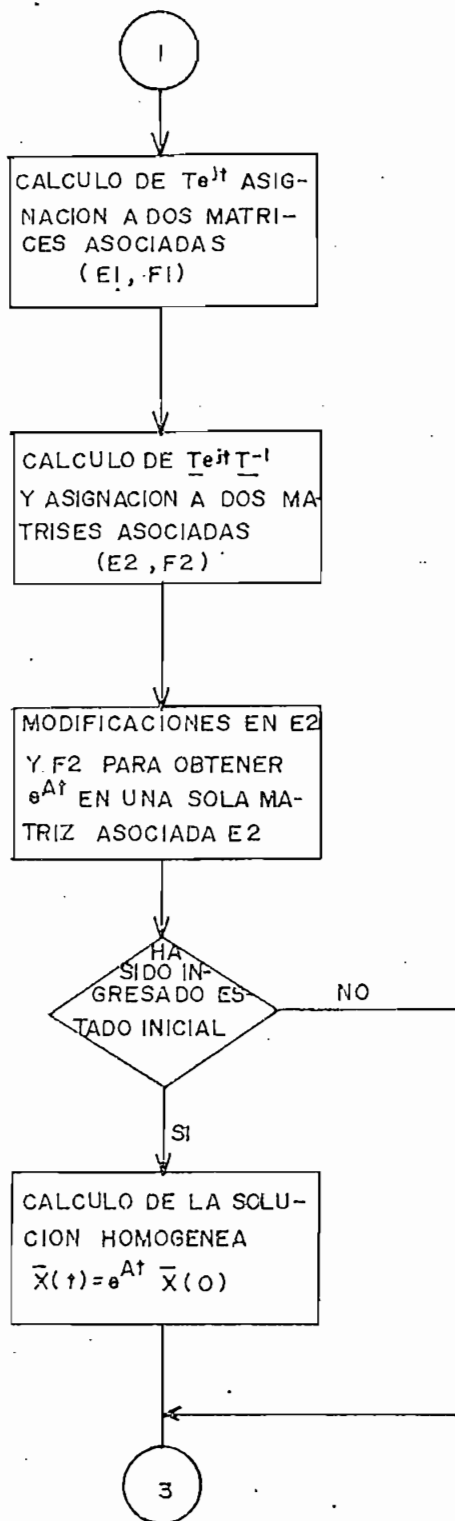 1
CALCULO DE Te^Jt ASIG-
NACION A DOS MATRI-
CES ASOCIADAS
(E1, F1)
CALCULO DE Te^Jt T^-1
Y ASIGNACION A DOS MA-
TRISES ASOCIADAS
(E2, F2)
MODIFICACIONES EN E2
Y F2 PARA OBTENER
e^At EN UNA SOLA MA-
TRIZ ASOCIADA E2
HA
SIDO IN-
GRESADO ES-
TADO INICIAL
NO
SI
CALCULO DE LA SOLU-
CION HOMOGENEA
X̄(t)=e^At X̄(0)
3